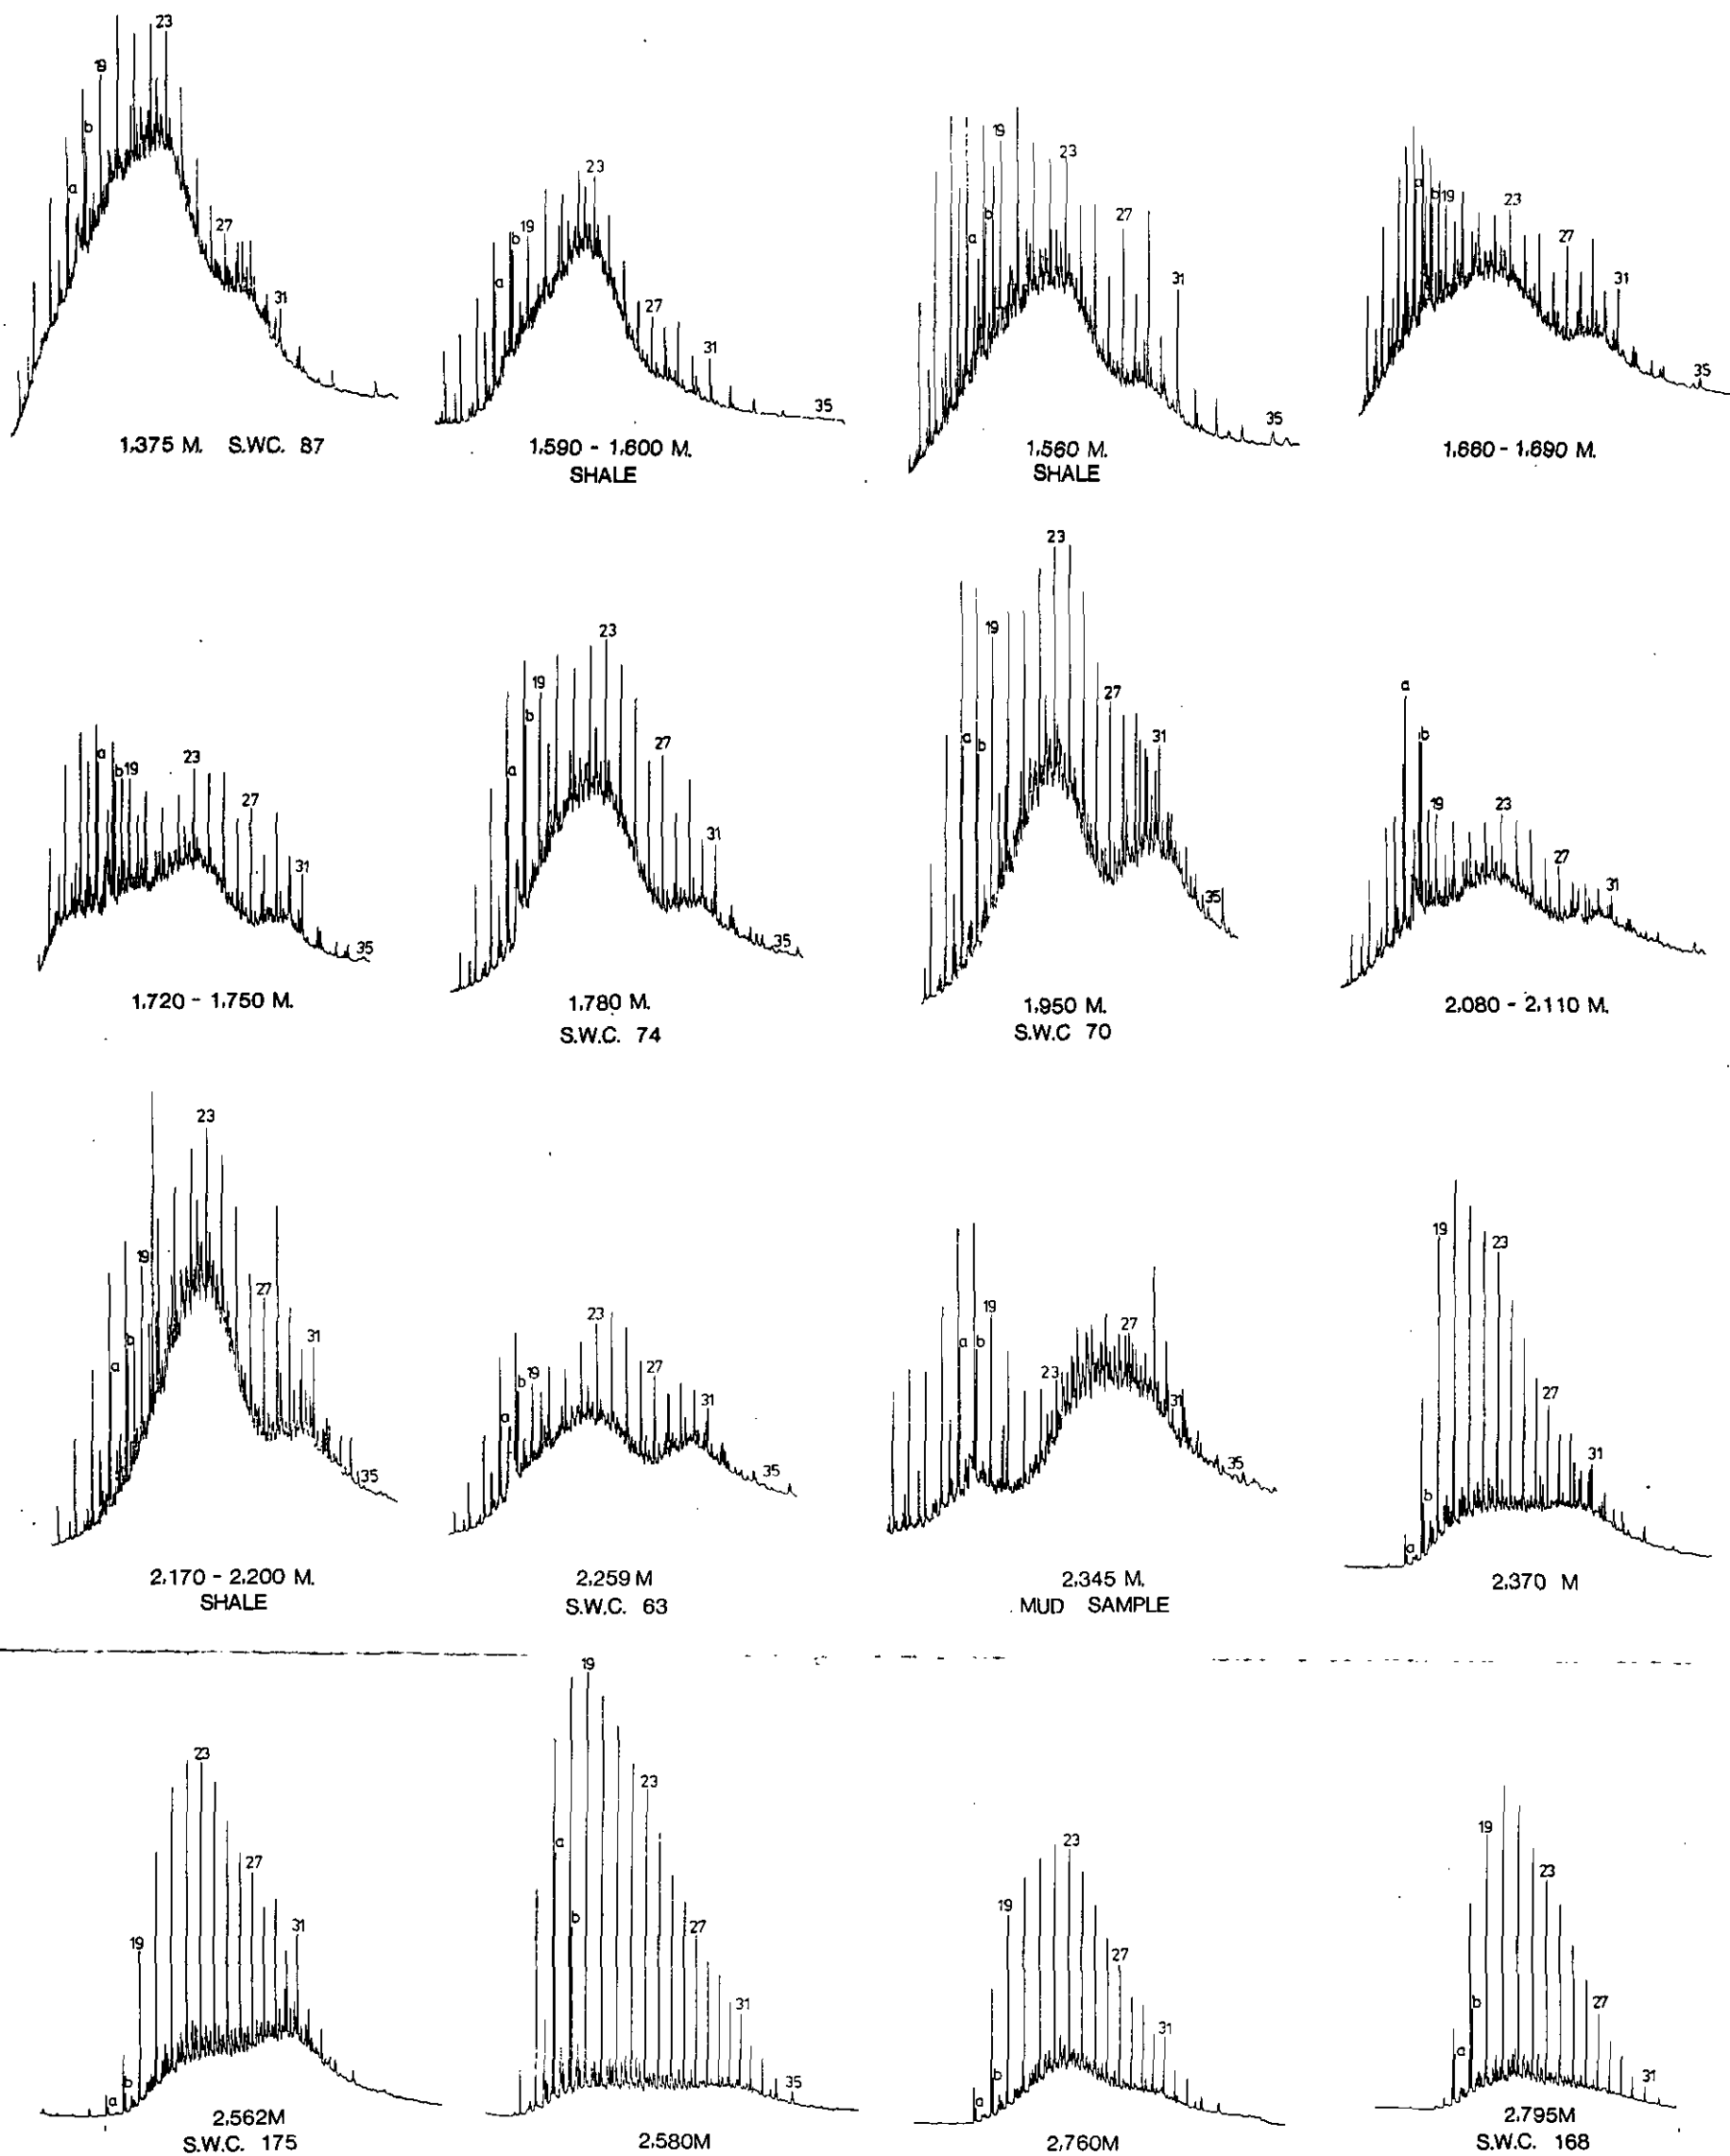 23
19
b
a
27
31
1,375 M. S.WC. 87
23
b
19
a
27
31
35
1,590 - 1,600 M.
SHALE
19
23
b
a
27
31
35
1,560 M.
SHALE
a
b
19
23
27
31
35
1,680 - 1,690 M.
a
b
19
23
27
31
35
1,720 - 1,750 M.
23
19
b
a
27
31
35
1,780 M.
S.W.C. 74
23
19
a
b
27
31
35
1,950 M.
S.W.C 70
a
b
19
23
27
31
2,080 - 2,110 M.
23
19
b
a
27
31
35
2,170 - 2,200 M.
SHALE
23
b
19
a
27
31
35
2,259 M
S.W.C. 63
19
a
b
23
27
31
35
2,345 M.
MUD SAMPLE
19
23
27
31
b
a
2,370 M
23
19
27
31
b
a
2,562M
S.W.C. 175
19
23
a
b
27
31
35
2,580M
23
19
27
31
b
a
2,760M
19
23
27
b
a
31
2,795M
S.W.C. 168